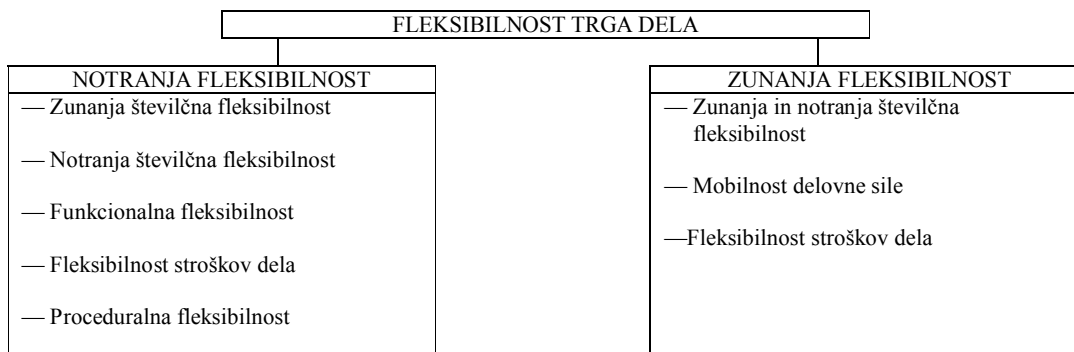 FLEKSIBILNOST TRGA DELA
NOTRANJA FLEKSIBILNOST
— Zunanja številčna fleksibilnost
— Notranja številčna fleksibilnost
— Funkcionalna fleksibilnost
— Fleksibilnost stroškov dela
— Proceduralna fleksibilnost
ZUNANJA FLEKSIBILNOST
— Zunanja in notranja številčna
fleksibilnost
— Mobilnost delovne sile
—Fleksibilnost stroškov dela